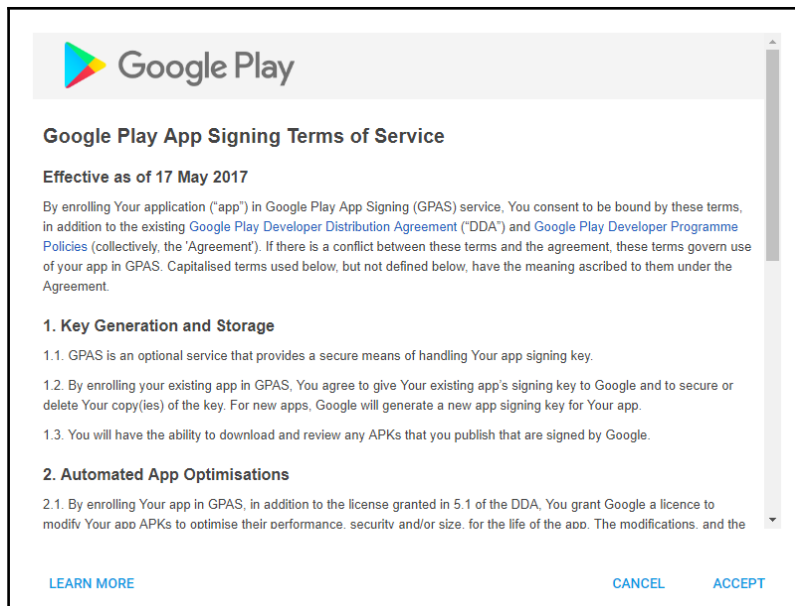 Google Play
Google Play App Signing Terms of Service
Effective as of 17 May 2017
By enrolling Your application (“app”) in Google Play App Signing (GPAS) service, You consent to be bound by these terms,
in addition to the existing Google Play Developer Distribution Agreement (“DDA”) and Google Play Developer Programme
Policies (collectively, the 'Agreement'). If there is a conflict between these terms and the agreement, these terms govern use
of your app in GPAS. Capitalised terms used below, but not defined below, have the meaning ascribed to them under the
Agreement.
1. Key Generation and Storage
1.1. GPAS is an optional service that provides a secure means of handling Your app signing key.
1.2. By enrolling your existing app in GPAS, You agree to give Your existing app’s signing key to Google and to secure or
delete Your copy(ies) of the key. For new apps, Google will generate a new app signing key for Your app.
1.3. You will have the ability to download and review any APKs that you publish that are signed by Google.
2. Automated App Optimisations
2.1. By enrolling Your app in GPAS, in addition to the license granted in 5.1 of the DDA, You grant Google a licence to
modify Your app APKs to optimise their performance, security and/or size, for the life of the app. The modifications, and the
LEARN MORE CANCEL ACCEPT